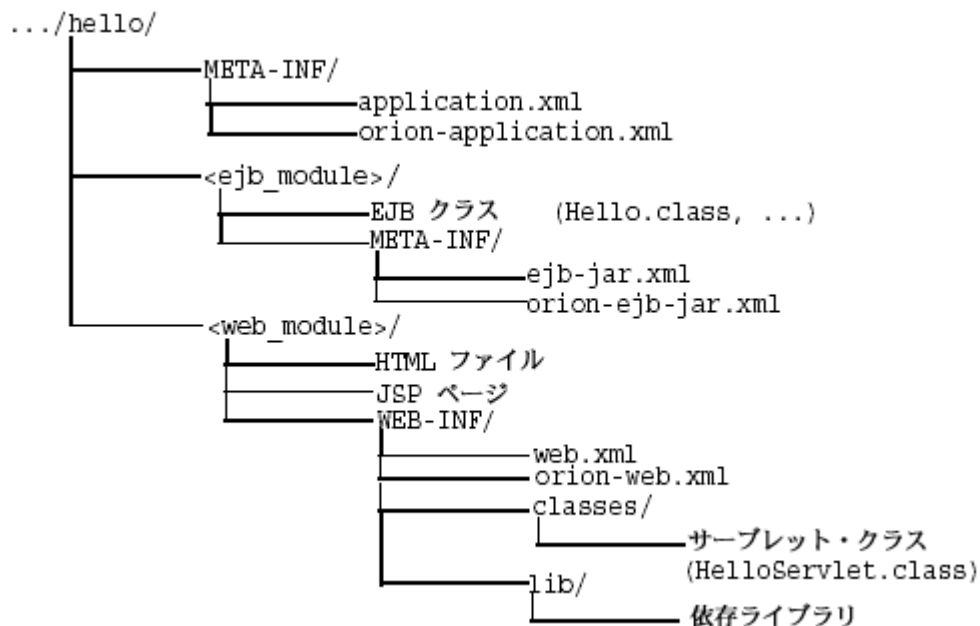 .../hello/
META-INF/
application.xml
orion-application.xml
<ejb_module>/
EJB クラス (Hello.class, ...)
META-INF/
ejb-jar.xml
orion-ejb-jar.xml
<web_module>/
HTML ファイル
JSP ページ
WEB-INF/
web.xml
orion-web.xml
classes/
サーブレット・クラス
(HelloServlet.class)
lib/
依存ライブラリ